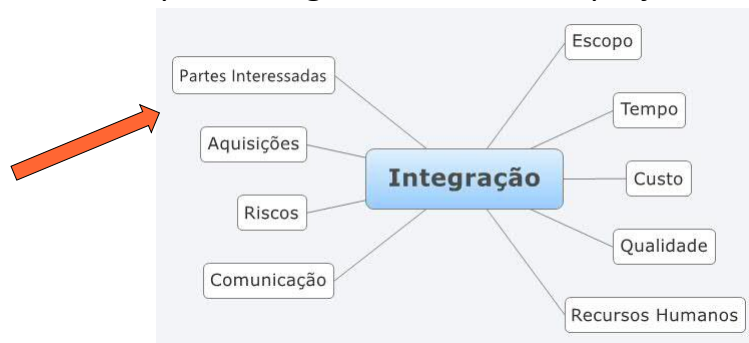 Escopo
Partes Interessadas
Tempo
Aquisições
Integração
Custo
Riscos
Qualidade
Comunicação
Recursos Humanos